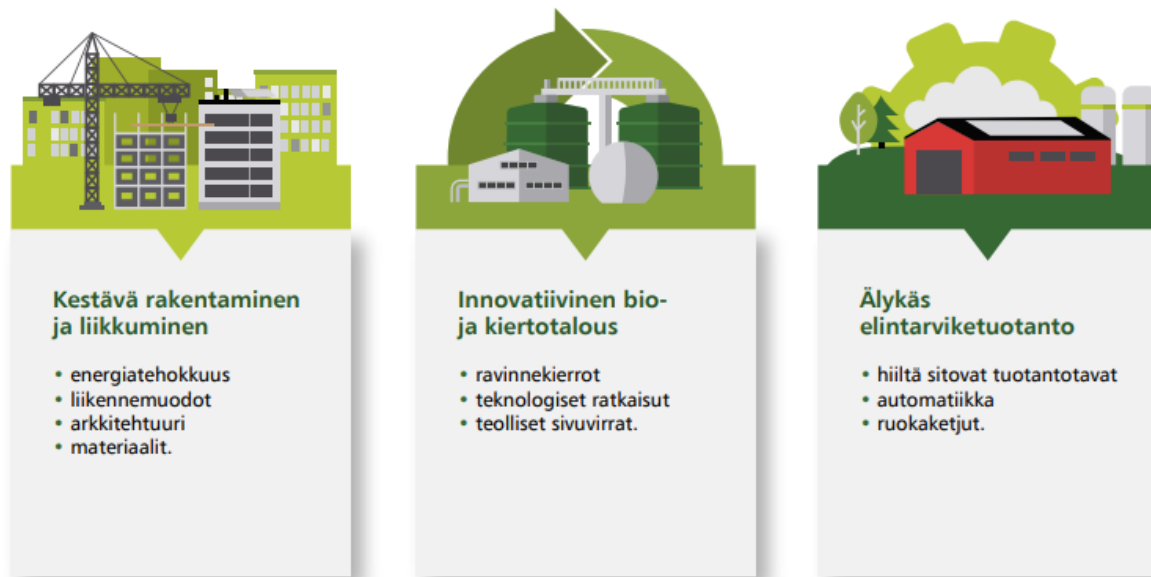 Kestävä rakentaminen
ja liikkuminen
• energiatehokkuus
• liikennemuodot
• arkkitehtuuri
• materiaalit.
Innovatiivinen bio-
ja kiertotalous
• ravinnekierrot
• teknologiset ratkaisut
• teolliset sivuvirrat.
Älykäs
elintarviketuotanto
• hiiltä sitovat tuotantotavat
• automatiikka
• ruokaketjut.